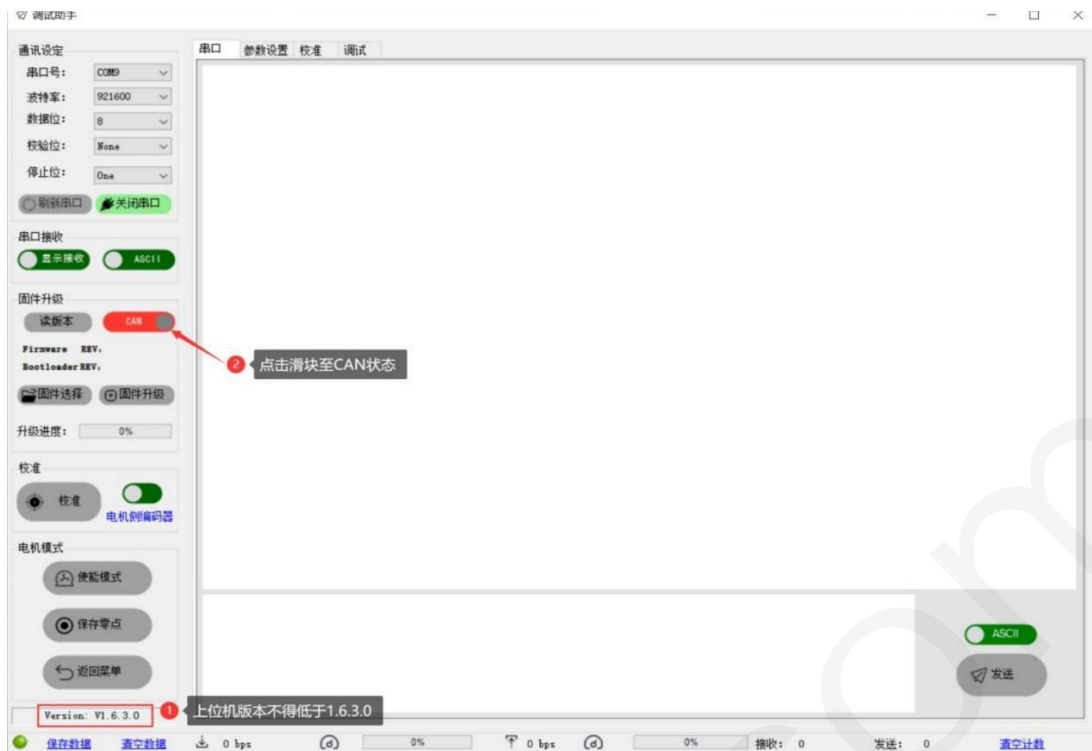 调试助手
通讯设定
串口号：
COM9
波特率：
921600
数据位：
8
校验位：
None
停止位：
One
刷新串口
关闭串口
串口接收
显示接收
ASCII
固件升级
读版本
CAN
Firmware REV:
Bootloader REV:
固件选择
固件升级
升级进度：
0%
校准
校准
电机侧编码器
电机模式
使能模式
保存零点
返回菜单
Version: V1.6.3.0
串口 参数设置 校准 调试
2 点击滑块至CAN状态
1 上位机版本不得低于1.6.3.0
ASCII
发送
保存数据 清空数据 0 bps 0% 0 bps 0% 接收: 0 发送: 0 清空计数
com